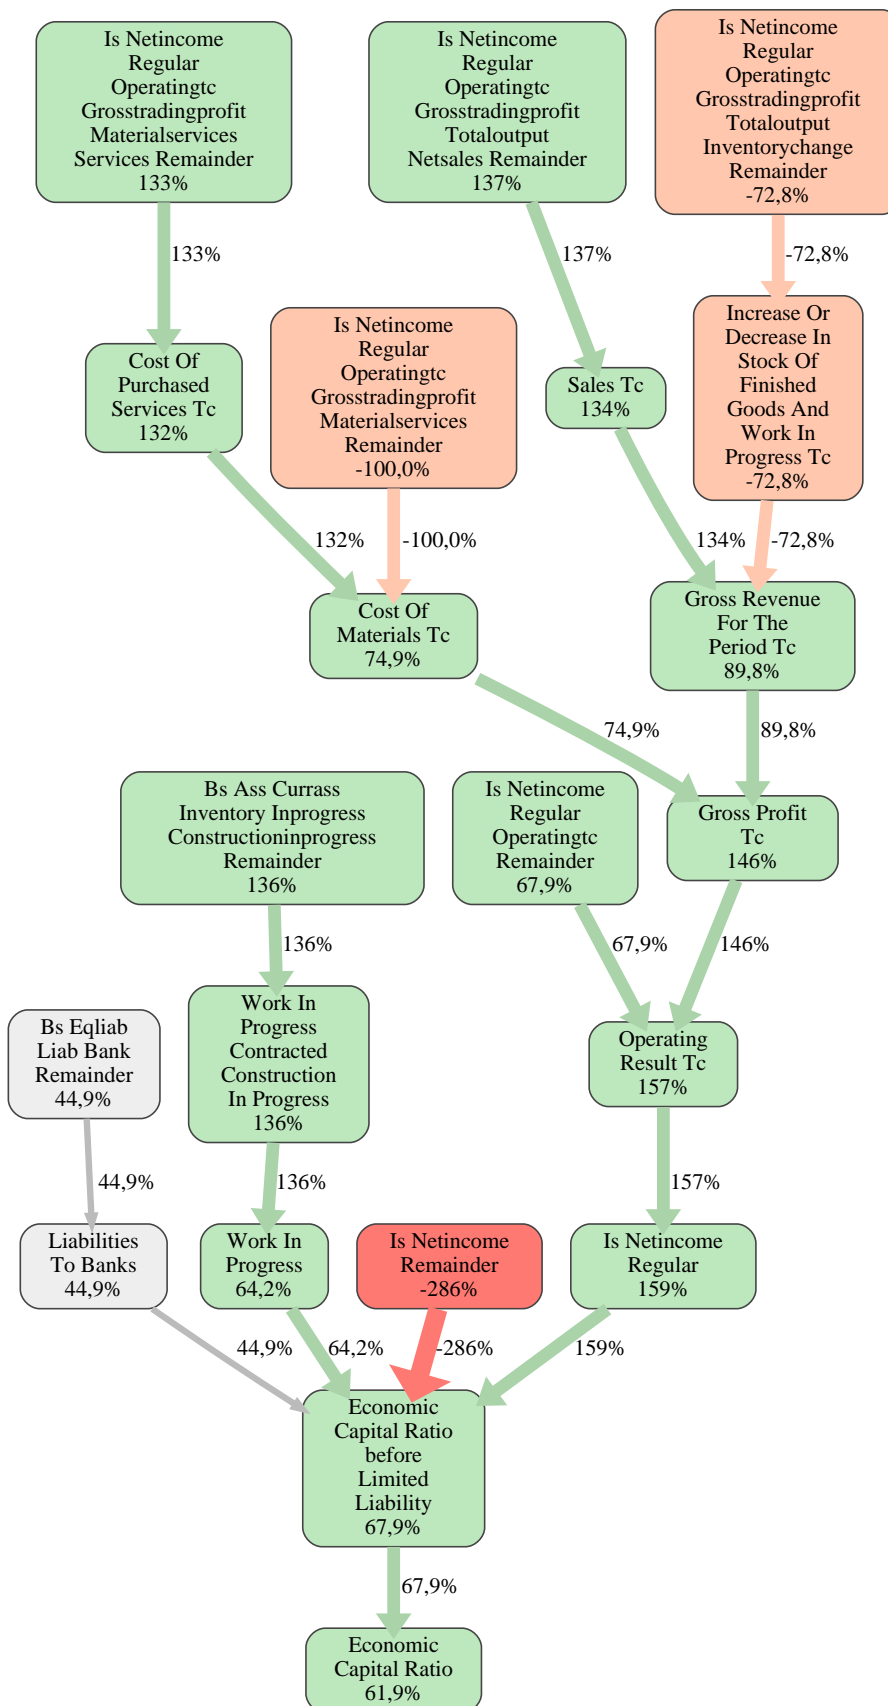 Is Netincome
Regular
Operatingtc
Grosstradingprofit
Materialservices
Services Remainder
133%
Is Netincome
Regular
Operatingtc
Grosstradingprofit
Totaloutput
Netsales Remainder
137%
Is Netincome
Regular
Operatingtc
Grosstradingprofit
Totaloutput
Inventorychange
Remainder
-72,8%
133%
137%
-72,8%
Cost Of
Purchased
Services Tc
132%
Is Netincome
Regular
Operatingtc
Grosstradingprofit
Materialservices
Remainder
-100,0%
Sales Tc
134%
Increase Or
Decrease In
Stock Of
Finished
Goods And
Work In
Progress Tc
-72,8%
132%
-100,0%
134%
-72,8%
Cost Of
Materials Tc
74,9%
Gross Revenue
For The
Period Tc
89,8%
74,9%
89,8%
Bs Ass Currass
Inventory Inprogress
Constructioninprogress
Remainder
136%
Is Netincome
Regular
Operatingtc
Remainder
67,9%
Gross Profit
Tc
146%
136%
67,9%
146%
Bs Eqliab
Liab Bank
Remainder
44,9%
Work In
Progress
Contracted
Construction
In Progress
136%
Operating
Result Tc
157%
44,9%
136%
157%
Liabilities
To Banks
44,9%
Work In
Progress
64,2%
Is Netincome
Remainder
-286%
Is Netincome
Regular
159%
44,9%
64,2%
-286%
159%
Economic
Capital Ratio
before
Limited
Liability
67,9%
67,9%
Economic
Capital Ratio
61,9%